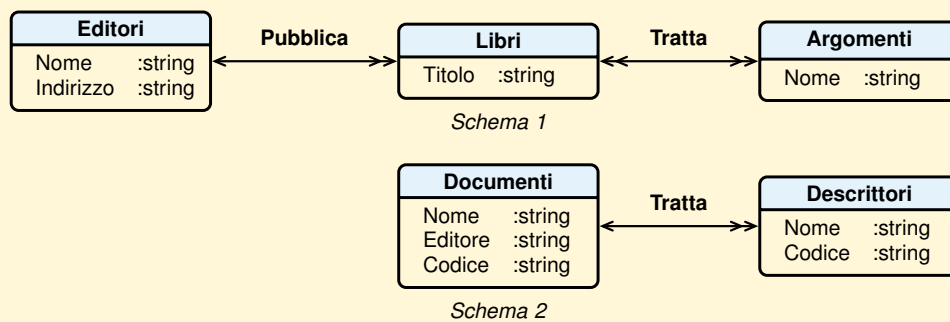 Editori
Nome :string
Indirizzo :string
Pubblica
Libri
Titolo :string
Tratta
Argomenti
Nome :string
Schema 1
Documenti
Nome :string
Editore :string
Codice :string
Tratta
Descrittori
Nome :string
Codice :string
Schema 2